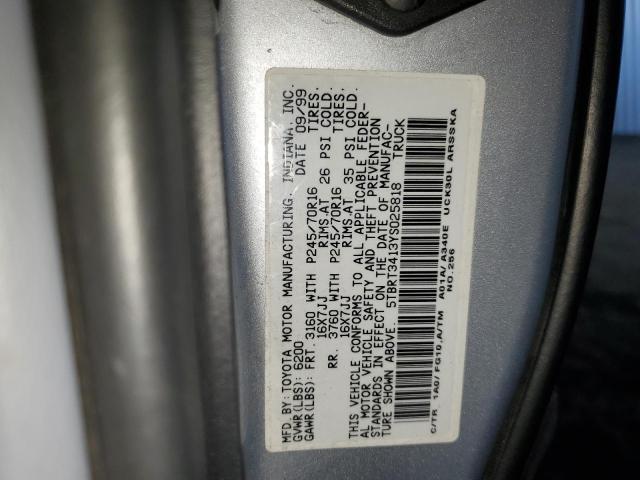 MFD. BY: TOYOTA MOTOR MANUFACTURING, INDIANA, INC.
GVWR(LBS): 6200 DATE 09/99
GAWR(LBS): FRT. 3160 WITH P245/70R16 TIRES,
16X7JJ RIMS,AT 26 PSI COLD.
RR. 3760 WITH P245/70R16 TIRES,
16X7JJ RIMS,AT 35 PSI COLD.
THIS VEHICLE CONFORMS TO ALL APPLICABLE FEDER-
AL MOTOR VEHICLE SAFETY AND THEFT PREVENTION
STANDARDS IN EFFECT ON THE DATE OF MANUFAC-
TURE SHOWN ABOVE. 5TBRT3413YS025818 TRUCK
C/TR 1A0/ FG10,A/TM A01A/ A340E UCK30L ARSSKA
NO.256